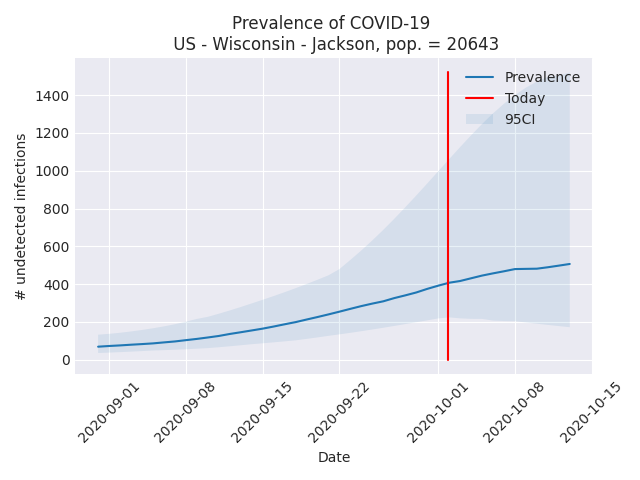 Prevalence of COVID-19
US - Wisconsin - Jackson, pop. = 20643
Prevalence
Today
95CI
1400
1200
1000
800
600
400
200
0
# undetected infections
2020-09-01
2020-09-08
2020-09-15
2020-09-22
2020-10-01
2020-10-08
2020-10-15
Date